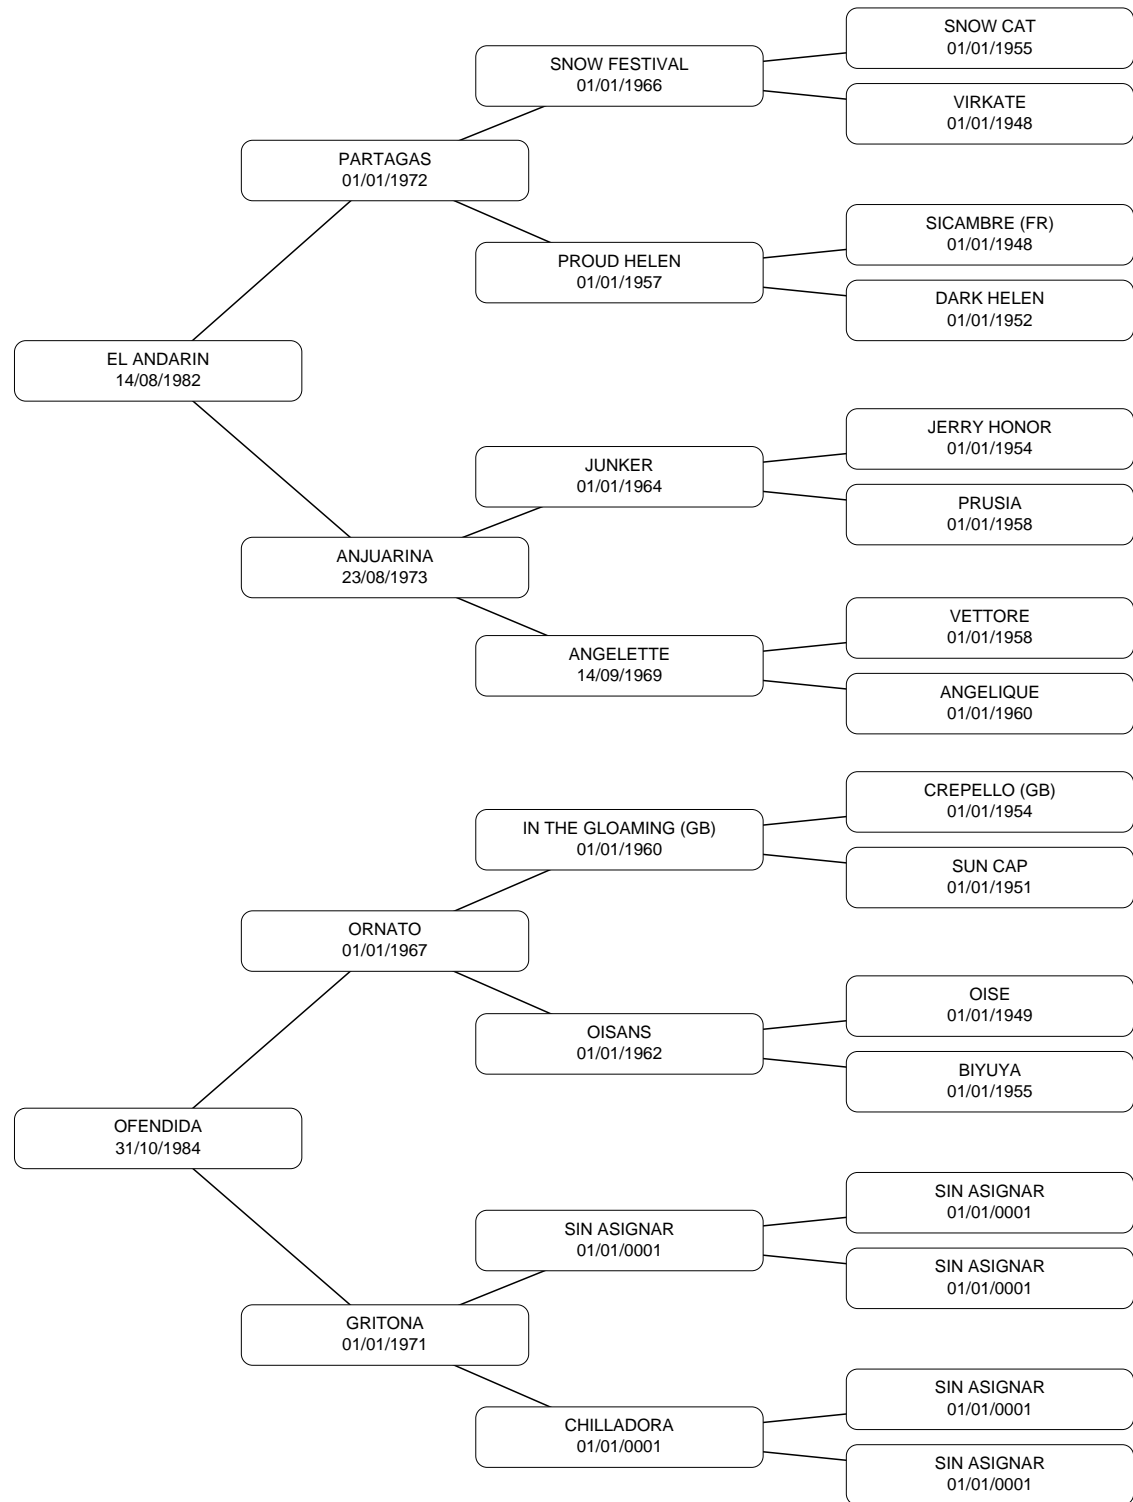 SNOW CAT
01/01/1955
SNOW FESTIVAL
01/01/1966
VIRKATE
01/01/1948
PARTAGAS
01/01/1972
SICAMBRE (FR)
01/01/1948
PROUD HELEN
01/01/1957
DARK HELEN
01/01/1952
EL ANDARIN
14/08/1982
JERRY HONOR
01/01/1954
JUNKER
01/01/1964
PRUSIA
01/01/1958
ANJUARINA
23/08/1973
VETTORE
01/01/1958
ANGELETTE
14/09/1969
ANGELIQUE
01/01/1960
CREPELLO (GB)
01/01/1954
IN THE GLOAMING (GB)
01/01/1960
SUN CAP
01/01/1951
ORNATO
01/01/1967
OISE
01/01/1949
OISANS
01/01/1962
BIYUYA
01/01/1955
OFENDIDA
31/10/1984
SIN ASIGNAR
01/01/0001
SIN ASIGNAR
01/01/0001
SIN ASIGNAR
01/01/0001
GRITONA
01/01/1971
SIN ASIGNAR
01/01/0001
CHILLADORA
01/01/0001
SIN ASIGNAR
01/01/0001